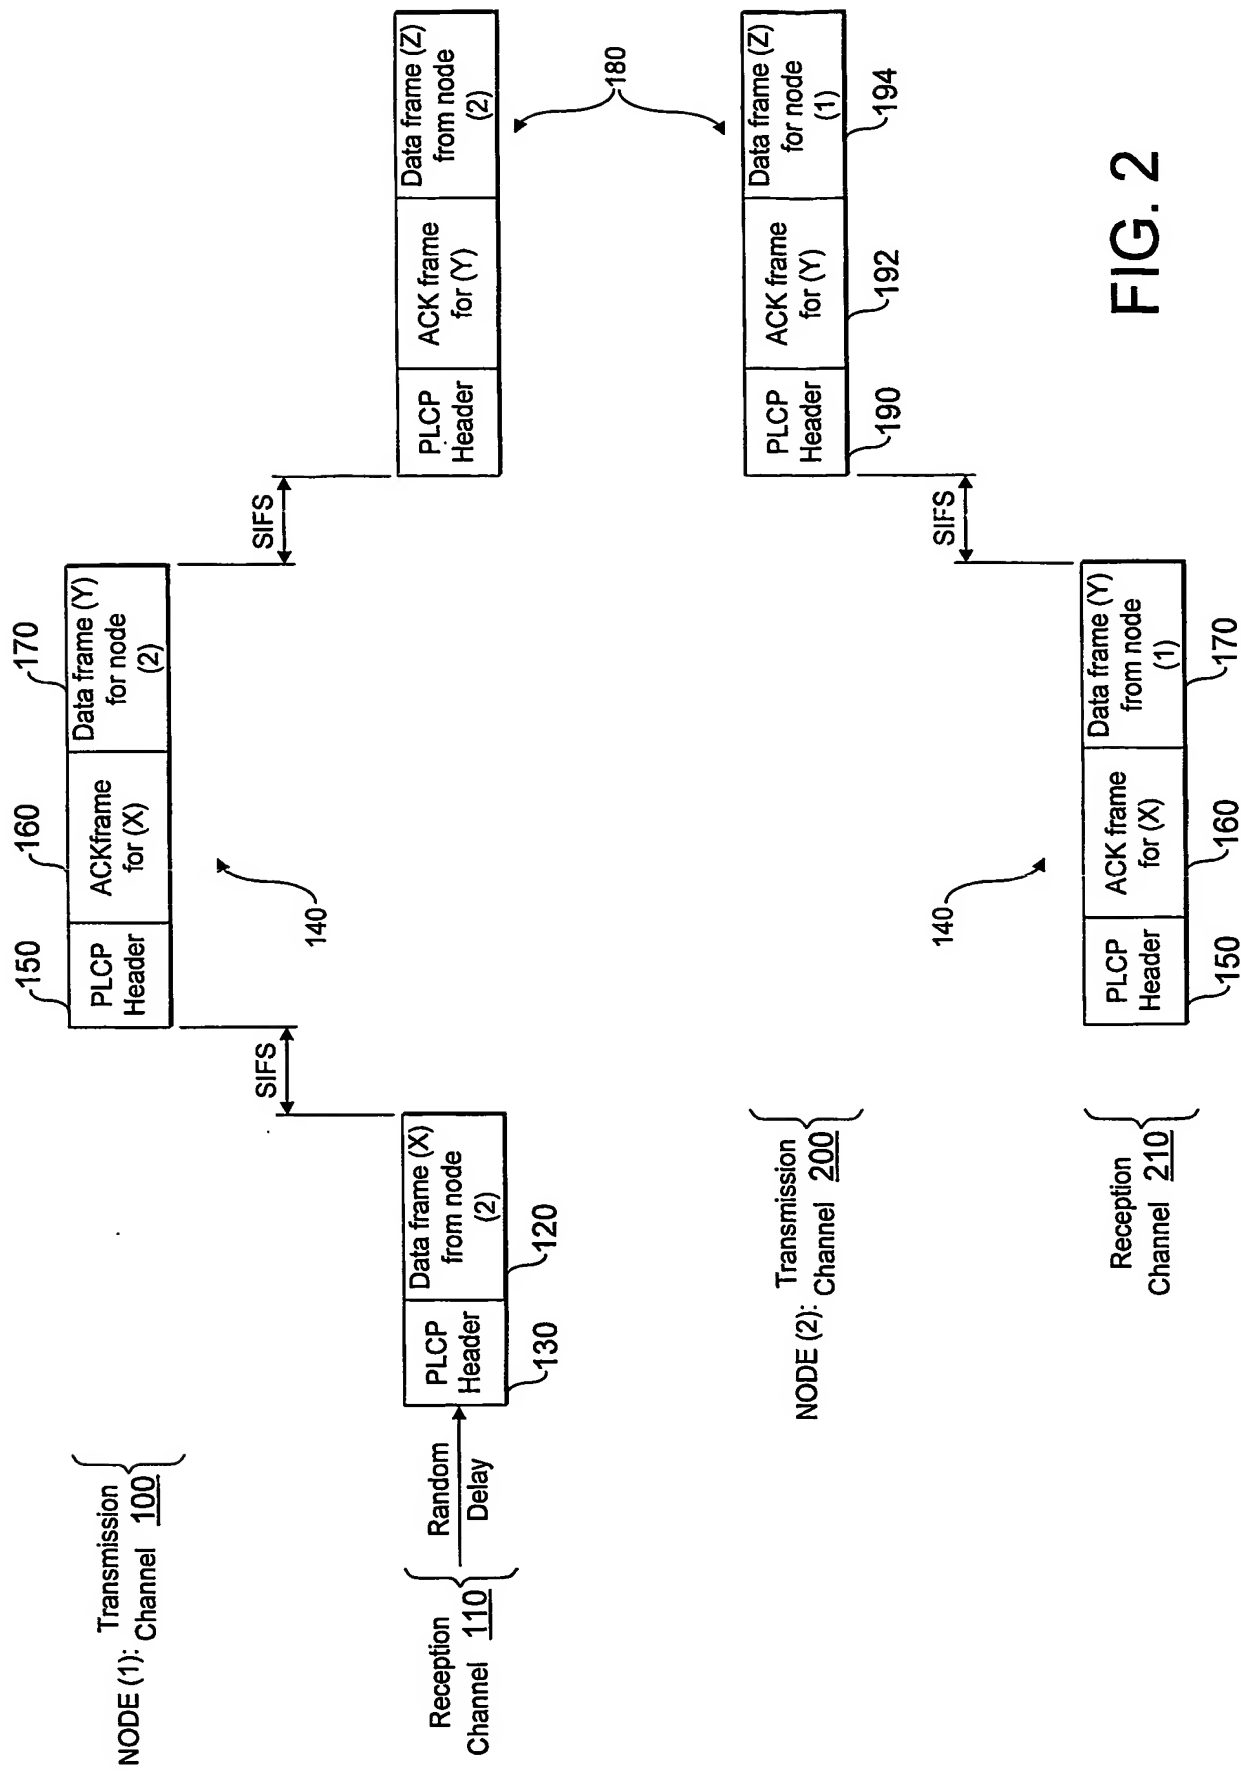 NODE (1): Transmission
Channel 100
150
160
170
PLCP
Header
ACKframe
for (X)
Data frame (Y)
for node
(2)
140
SIFS
SIFS
Reception
Channel 110
Random
Delay
PLCP
Header
Data frame (X)
from node
(2)
130
120
PLCP
Header
ACK frame
for (Y)
Data frame (Z)
from node
(2)
180
NODE (2): Transmission
Channel 200
PLCP
Header
ACK frame
for (Y)
Data frame (Z)
for node
(1)
190
192
194
SIFS
140
Reception
Channel 210
PLCP
Header
ACK frame
for (X)
Data frame (Y)
from node
(1)
150
160
170
FIG. 2